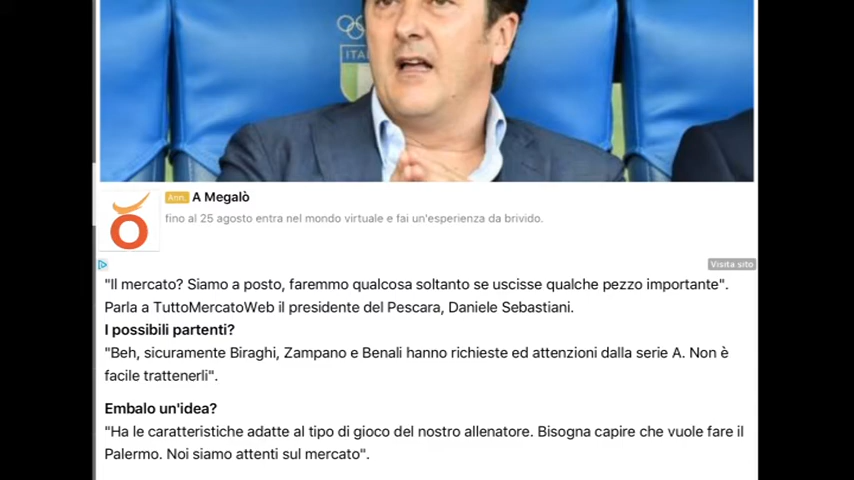 ITAL
Ann. A Megalò
fino al 25 agosto entra nel mondo virtuale e fai un'esperienza da brivido.
Visita sito
"Il mercato? Siamo a posto, faremmo qualcosa soltanto se uscisse qualche pezzo importante".
Parla a TuttoMercatoWeb il presidente del Pescara, Daniele Sebastiani.
I possibili partenti?
"Beh, sicuramente Biraghi, Zampano e Benali hanno richieste ed attenzioni dalla serie A. Non è
facile trattenerli".
Embalo un'idea?
"Ha le caratteristiche adatte al tipo di gioco del nostro allenatore. Bisogna capire che vuole fare il
Palermo. Noi siamo attenti sul mercato".